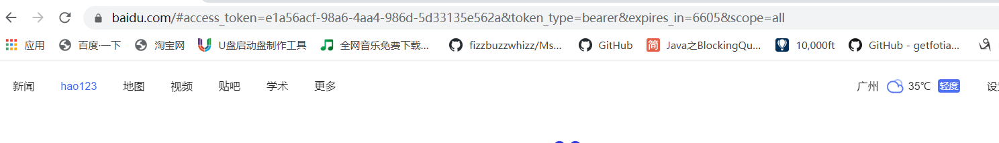 baidu.com/#access_token=e1a56acf-98a6-4aa4-986d-5d33135e562a&token_type=bearer&expires_in=6605&scope=all
应用 百度一下 淘宝网 U盘启动盘制作工具 全网音乐免费下载... fizzbuzzwhizz/Ms... GitHub 简 Java之BlockingQu... 10,000ft GitHub - getfotia...
新闻 hao123 地图 视频 贴吧 学术 更多 广州 35℃ 轻度